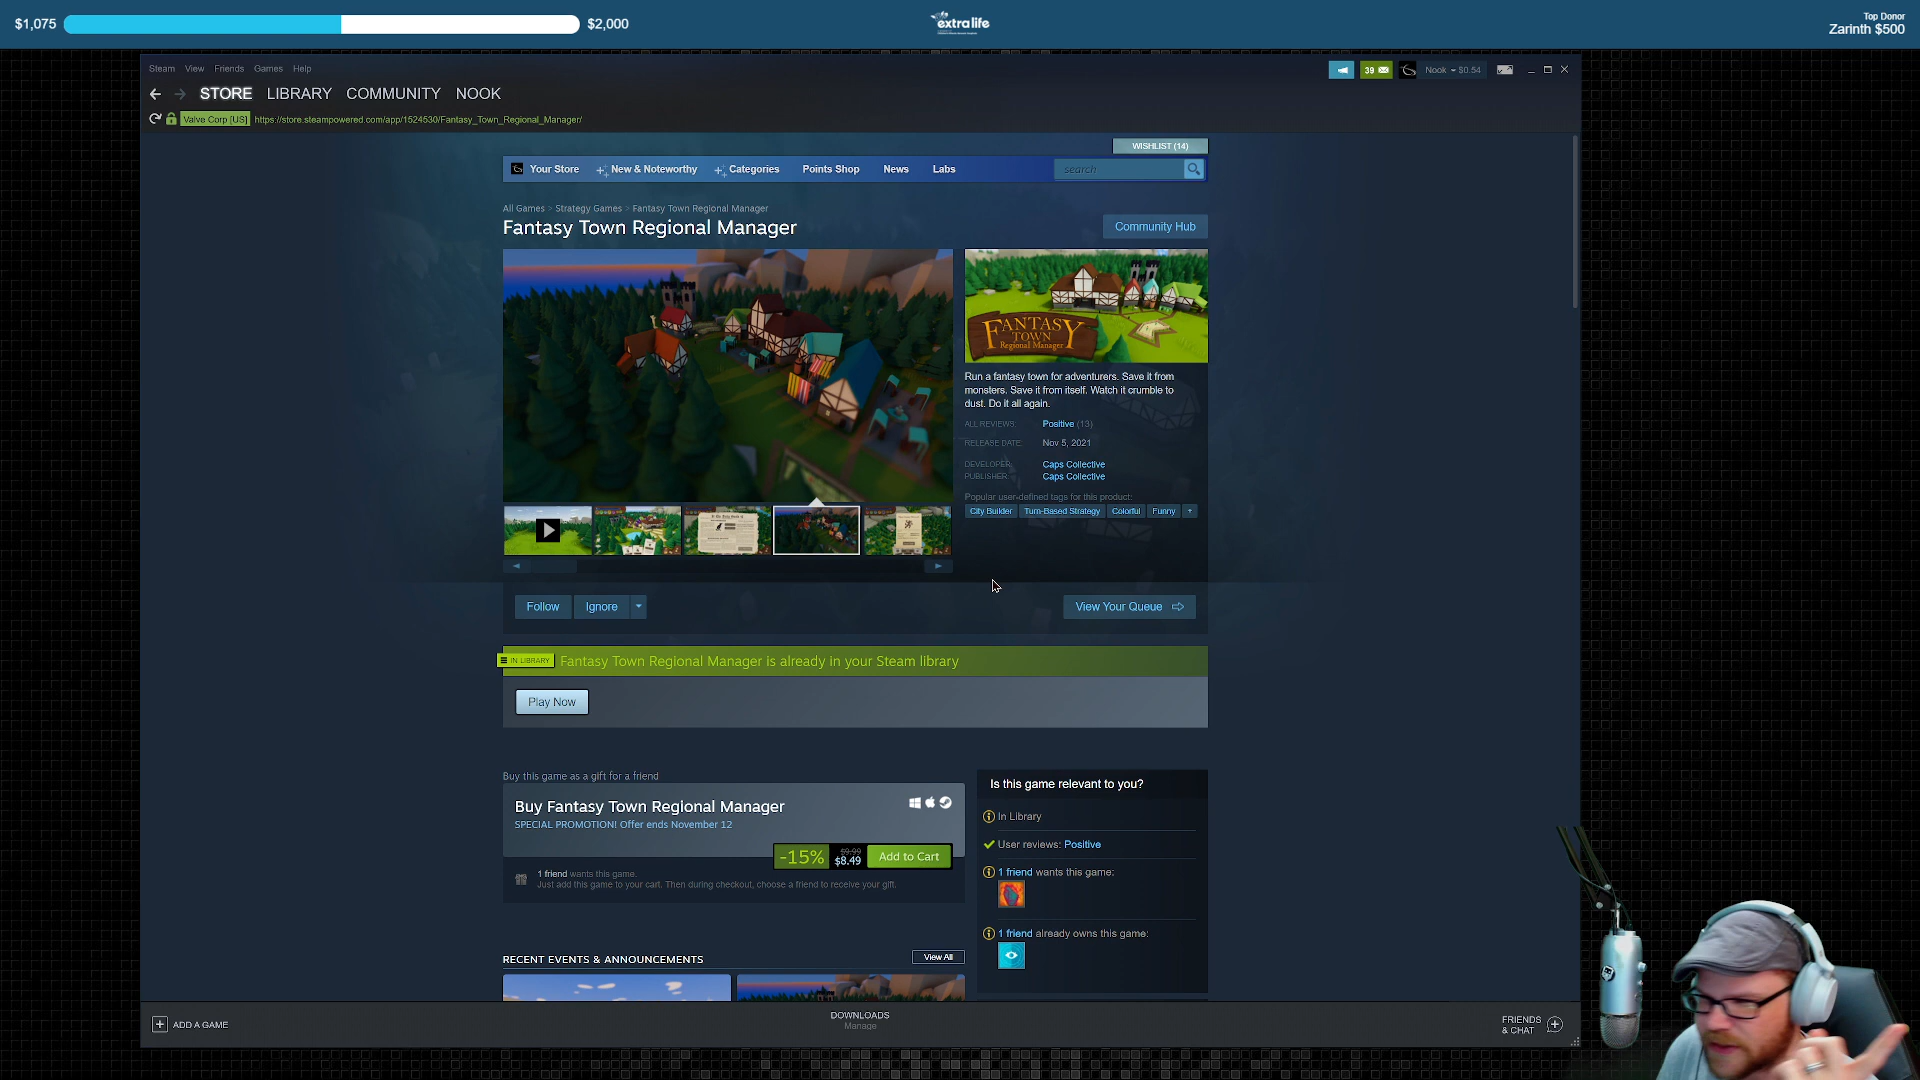 $1,075
$2,000
extralife
Top Donor
Zarinth $500
Steam View Friends Games Help
39
Nook
$0.54
STORE LIBRARY COMMUNITY NOOK
Valve Corp [US] https://store.steampowered.com/app/1524530/Fantasy_Town_Regional_Manager/
WISHLIST (14)
Your Store New & Noteworthy Categories Points Shop News Labs
search
All Games > Strategy Games > Fantasy Town Regional Manager
Fantasy Town Regional Manager
Community Hub
FANTASY
TOWN
Regional Manager
Run a fantasy town for adventurers. Save it from
monsters. Save it from itself. Watch it crumble to
dust. Do it all again.
ALL REVIEWS: Positive (13)
RELEASE DATE: Nov 5, 2021
DEVELOPER: Caps Collective
PUBLISHER: Caps Collective
Popular user-defined tags for this product:
City Builder Turn-Based Strategy Colorful Funny +
Follow Ignore
View Your Queue
IN LIBRARY Fantasy Town Regional Manager is already in your Steam library
Play Now
Buy this game as a gift for a friend
Buy Fantasy Town Regional Manager
SPECIAL PROMOTION! Offer ends November 12
-15% $9.99 $8.49 Add to Cart
1 friend wants this game.
Just add this game to your cart. Then during checkout, choose a friend to receive your gift.
Is this game relevant to you?
In Library
User reviews: Positive
1 friend wants this game:
1 friend already owns this game:
RECENT EVENTS & ANNOUNCEMENTS
View All
ADD A GAME
DOWNLOADS
Manage
FRIENDS
& CHAT